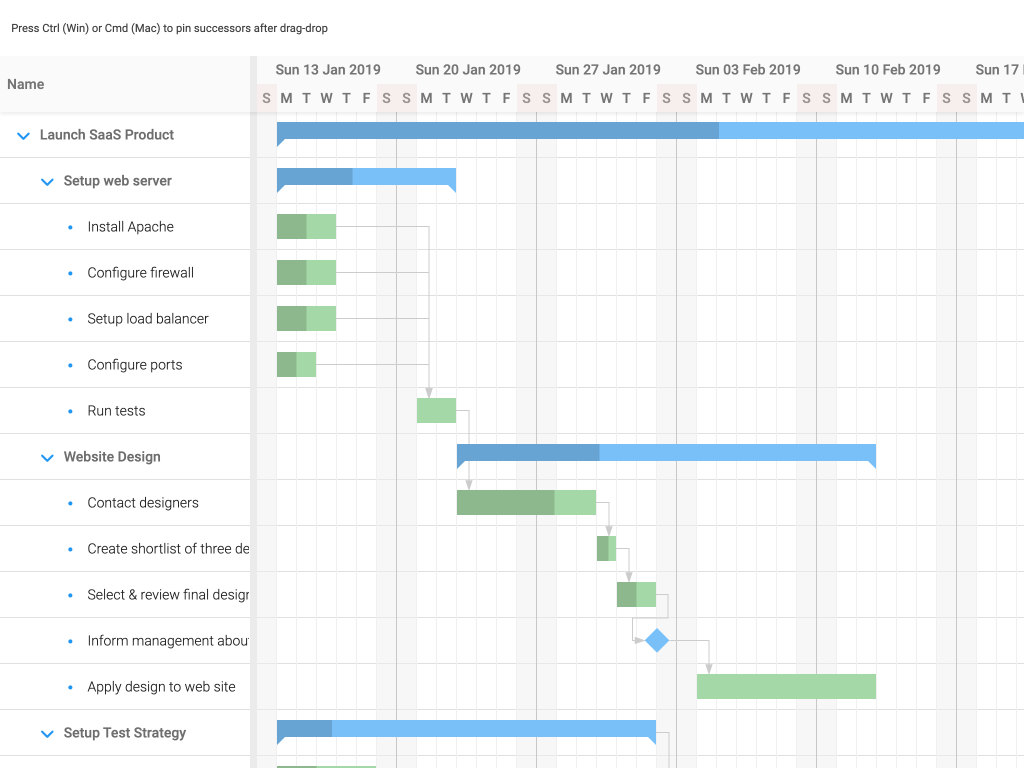 Press Ctrl (Win) or Cmd (Mac) to pin successors after drag-drop
Name
Sun 13 Jan 2019 Sun 20 Jan 2019 Sun 27 Jan 2019 Sun 03 Feb 2019 Sun 10 Feb 2019 Sun 17
S M T W T F S S M T W T F S S M T W T F S S M T W T F S S M T W T F S S M T W
Launch SaaS Product
Setup web server
Install Apache
Configure firewall
Setup load balancer
Configure ports
Run tests
Website Design
Contact designers
Create shortlist of three de
Select & review final design
Inform management about
Apply design to web site
Setup Test Strategy